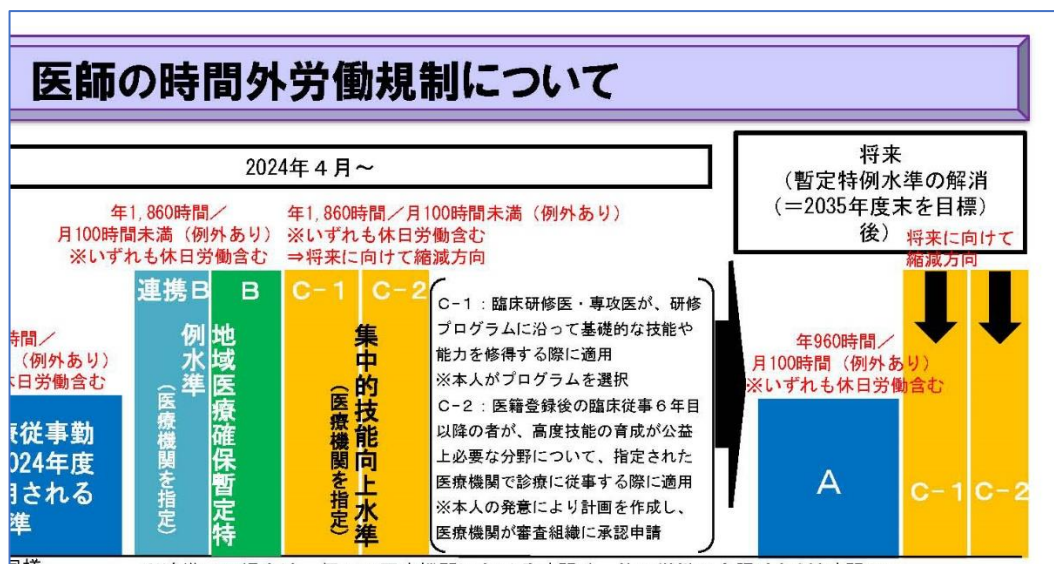 医師の時間外労働規制について
2024年4月~
将来
(暫定特例水準の解消
(=2035年度末を目標)
後)
年1,860時間/
月100時間未満(例外あり)
※いずれも休日労働含む
年1,860時間/月100時間未満(例外あり)
※いずれも休日労働含む
⇒将来に向けて縮減方向
将来に向けて
縮減方向
時間/
(例外あり)
休日労働含む
療従事勤
024年度
用される
準
連携B
B
地域医療確保暫定特
例水準
(医療機関を指定)
C-1
C-2
集中的技能向上水準
(医療機関を指定)
C-1:臨床研修医・専攻医が、研修
プログラムに沿って基礎的な技能や
能力を修得する際に適用
※本人がプログラムを選択
C-2:医籍登録後の臨床従事6年目
以降の者が、高度技能の育成が公益
上必要な分野について、指定された
医療機関で診療に従事する際に適用
※本人の発意により計画を作成し、
医療機関が審査組織に承認申請
年960時間/
月100時間(例外あり)
※いずれも休日労働含む
A
C-1
C-2